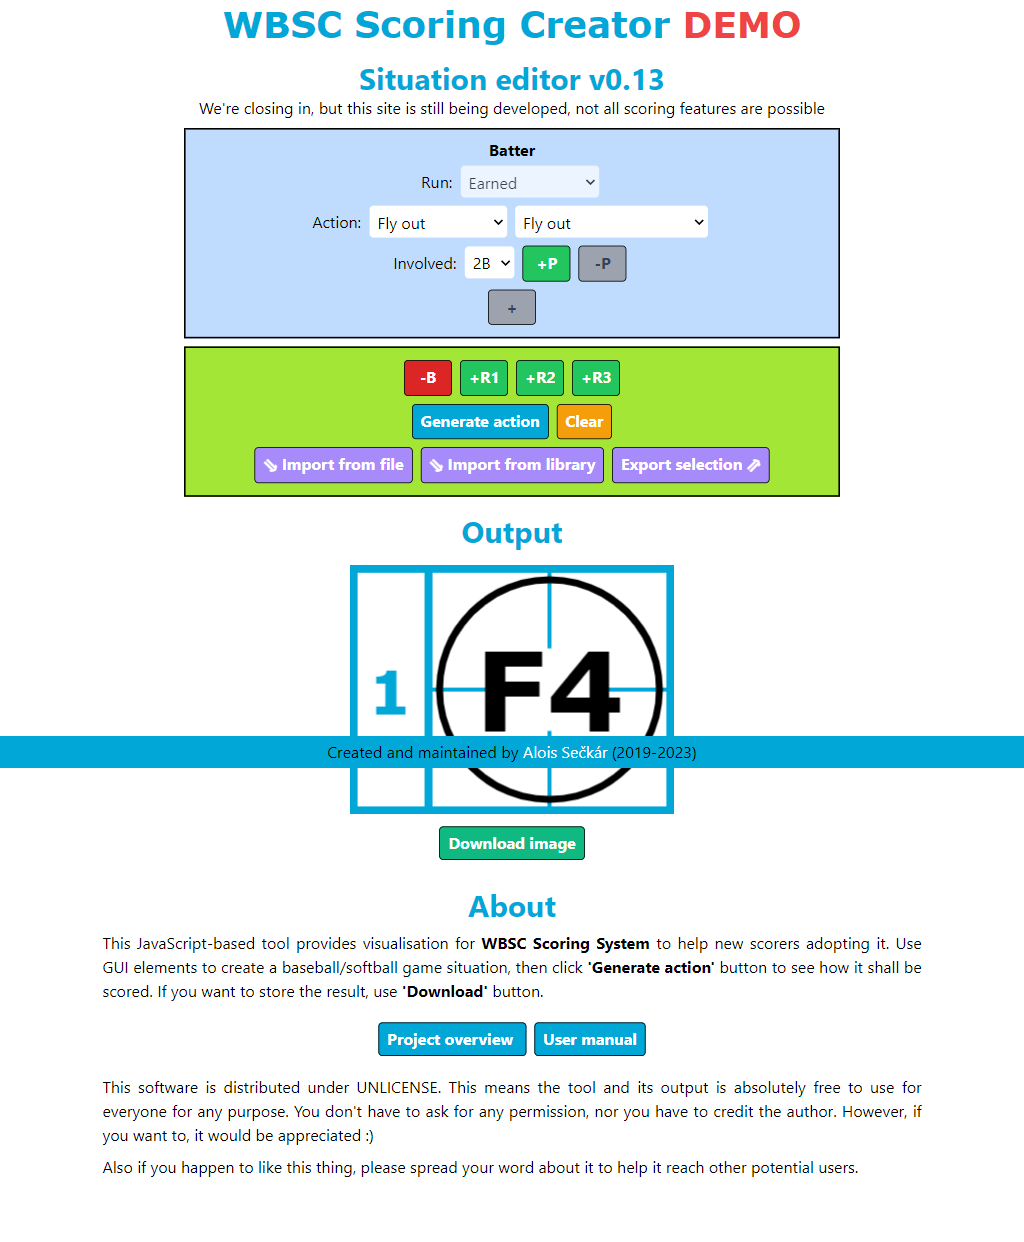 WBSC Scoring Creator DEMO
Situation editor v0.13
We're closing in, but this site is still being developed, not all scoring features are possible
Batter
Run: Earned
Action: Fly out Fly out
Involved: 2B +P -P
+
-B +R1 +R2 +R3
Generate action Clear
⇘ Import from file ⇘ Import from library Export selection ⇗
Output
F4
1
Created and maintained by Alois Sečkár (2019-2023)
Download image
About
This JavaScript-based tool provides visualisation for WBSC Scoring System to help new scorers adopting it. Use
GUI elements to create a baseball/softball game situation, then click 'Generate action' button to see how it shall be
scored. If you want to store the result, use 'Download' button.
Project overview User manual
This software is distributed under UNLICENSE. This means the tool and its output is absolutely free to use for
everyone for any purpose. You don't have to ask for any permission, nor you have to credit the author. However, if
you want to, it would be appreciated :)
Also if you happen to like this thing, please spread your word about it to help it reach other potential users.